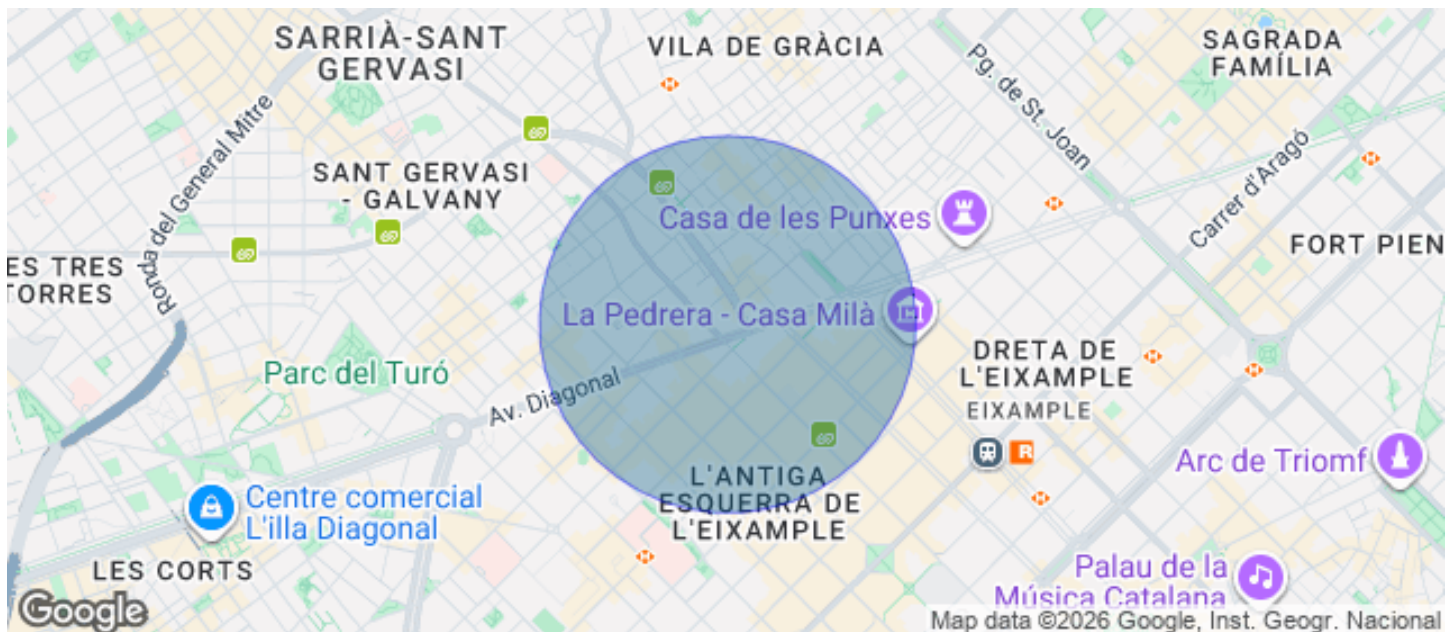 SARRIÀ-SANT
GERVASI
VILA DE GRÀCIA
SAGRADA
FAMÍLIA
Pg. de St. Joan
Ronda del General Mitre
Carrer d'Aragó
SANT GERVASI
- GALVANY
Casa de les Punxes
FORT PIEN
ES TRES
TORRES
La Pedrera - Casa Milà
DRETA DE
L'EIXAMPLE
EIXAMPLE
Parc del Turó
Av. Diagonal
L'ANTIGA
ESQUERRA DE
L'EIXAMPLE
R
Arc de Triomf
Centre comercial
L'illa Diagonal
LES CORTS
Palau de la
Música Catalana
Google
Map data ©2026 Google, Inst. Geogr. Nacional